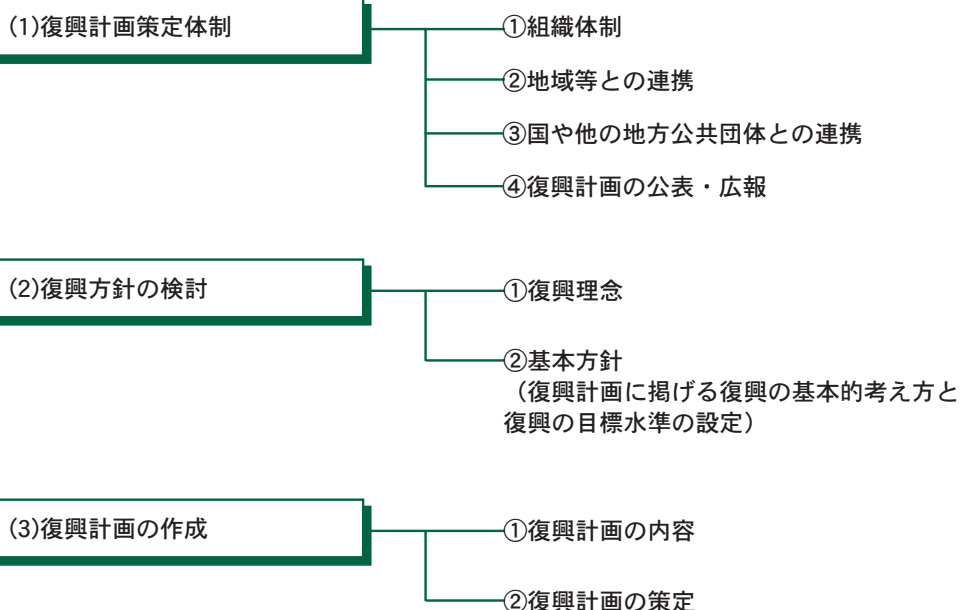 (1)復興計画策定体制
①組織体制
②地域等との連携
③国や他の地方公共団体との連携
④復興計画の公表・広報
(2)復興方針の検討
①復興理念
②基本方針
（復興計画に掲げる復興の基本的考え方と
復興の目標水準の設定）
(3)復興計画の作成
①復興計画の内容
②復興計画の策定